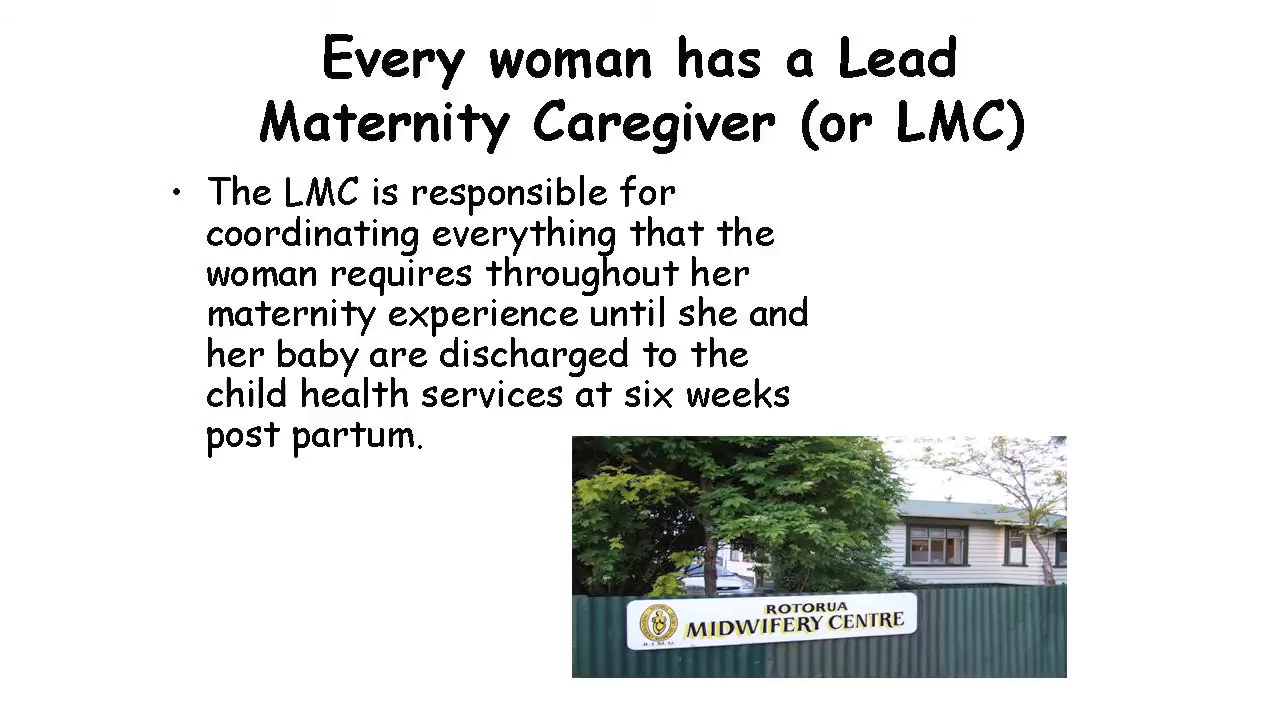 Every woman has a Lead
Maternity Caregiver (or LMC)
• The LMC is responsible for
coordinating everything that the
woman requires throughout her
maternity experience until she and
her baby are discharged to the
child health services at six weeks
post partum.
ROTORUA
MIDWIFERY CENTRE